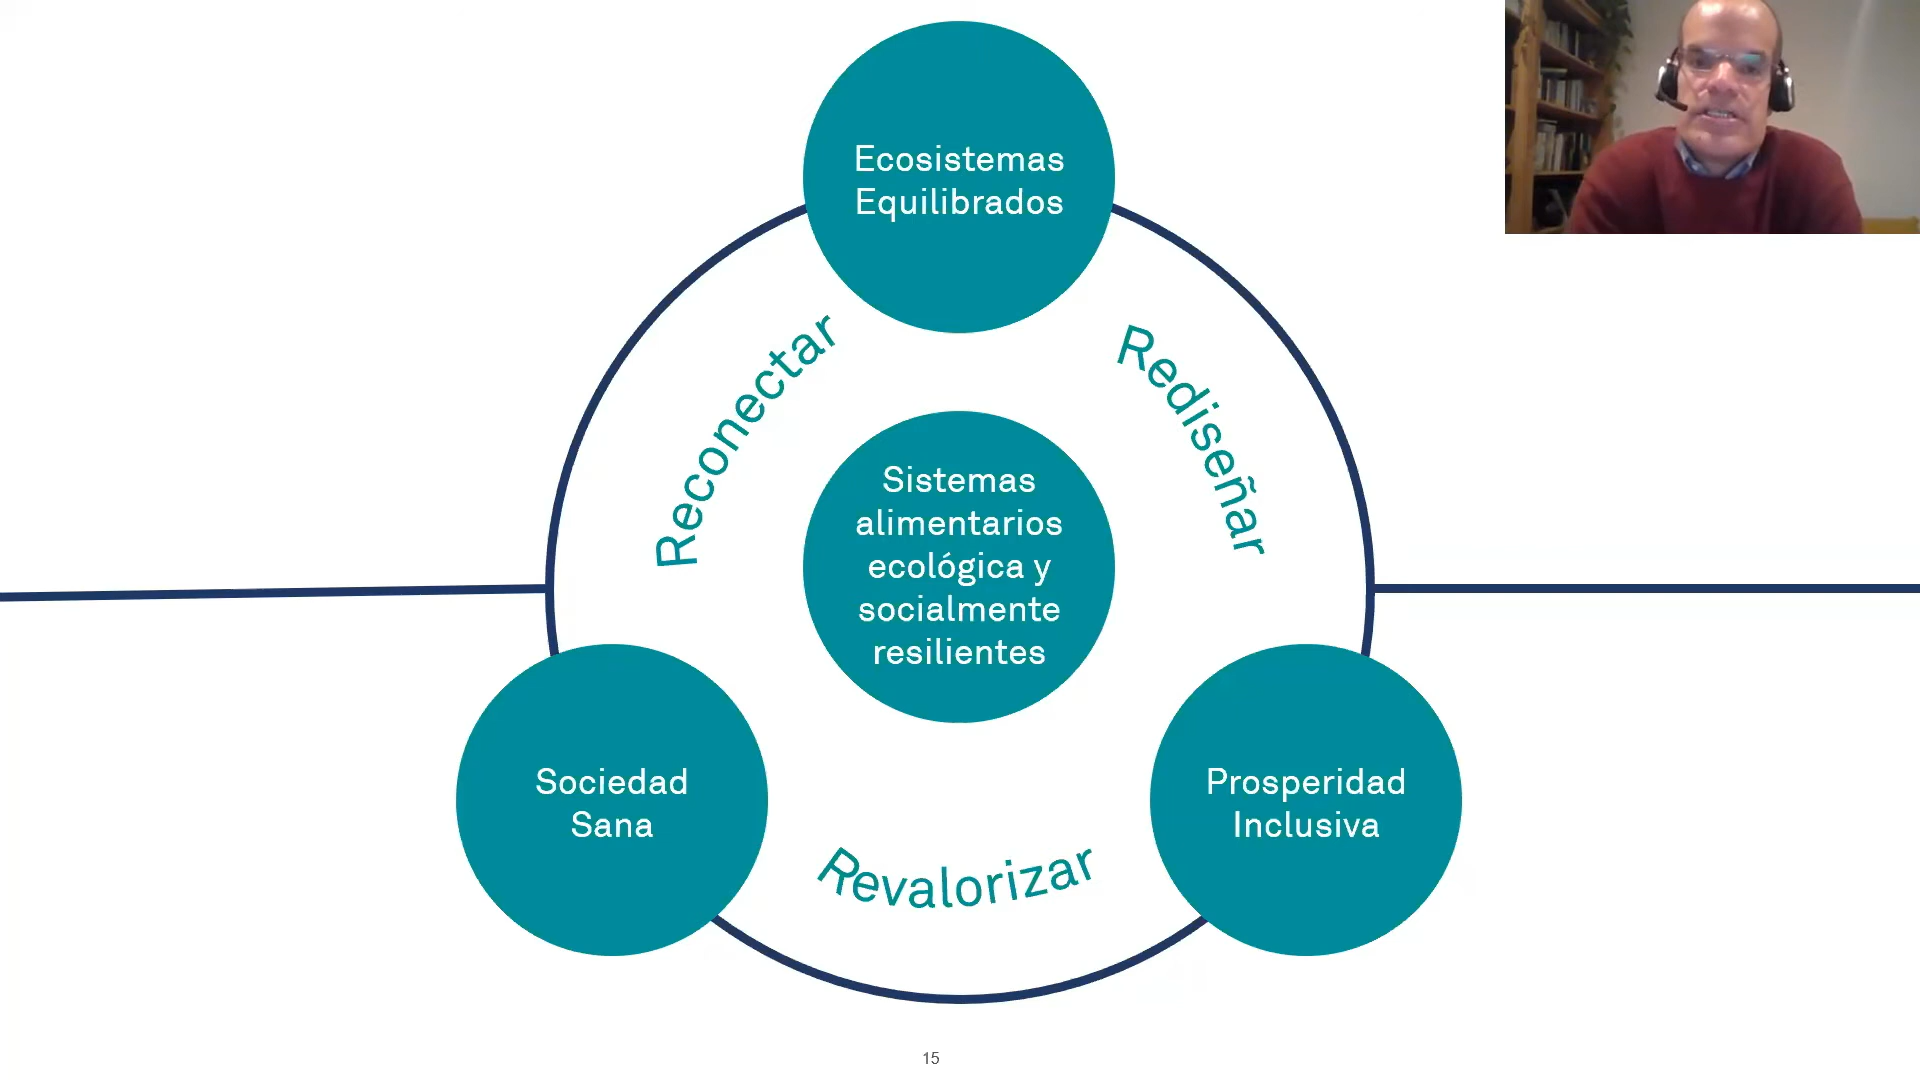 Ecosistemas
Equilibrados
Reconectar
Rediseñar
Sistemas
alimentarios
ecológica y
socialmente
resilientes
Sociedad
Sana
Prosperidad
Inclusiva
Revalorizar
15